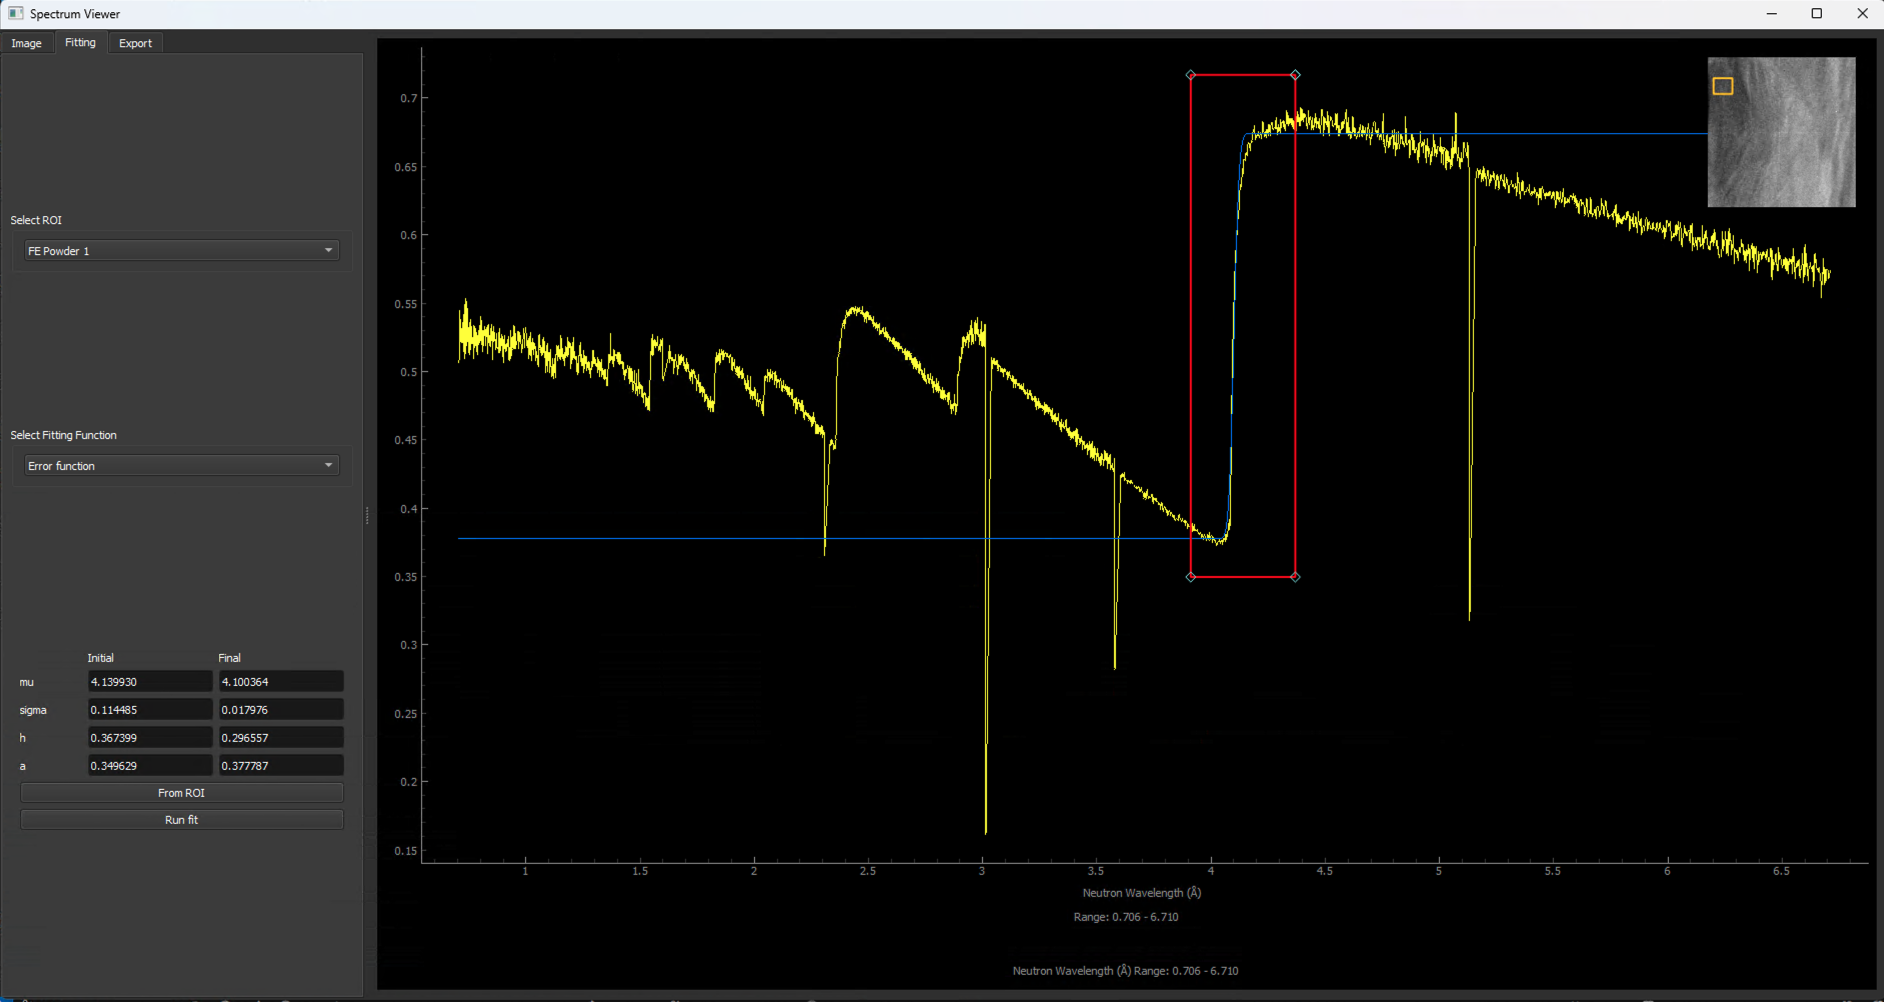 Spectrum Viewer
Image Fitting Export
Select ROI
FE Powder 1
Select Fitting Function
Error function
Initial Final
mu 4.139930 4.100364
sigma 0.114485 0.017976
h 0.367399 0.296557
a 0.349629 0.377787
From ROI
Run fit
0.7
0.65
0.6
0.55
0.5
0.45
0.4
0.35
0.3
0.25
0.2
0.15
1 1.5 2 2.5 3 3.5 4 4.5 5 5.5 6 6.5
Neutron Wavelength (Å)
Range: 0.706 - 6.710
Neutron Wavelength (Å) Range: 0.706 - 6.710